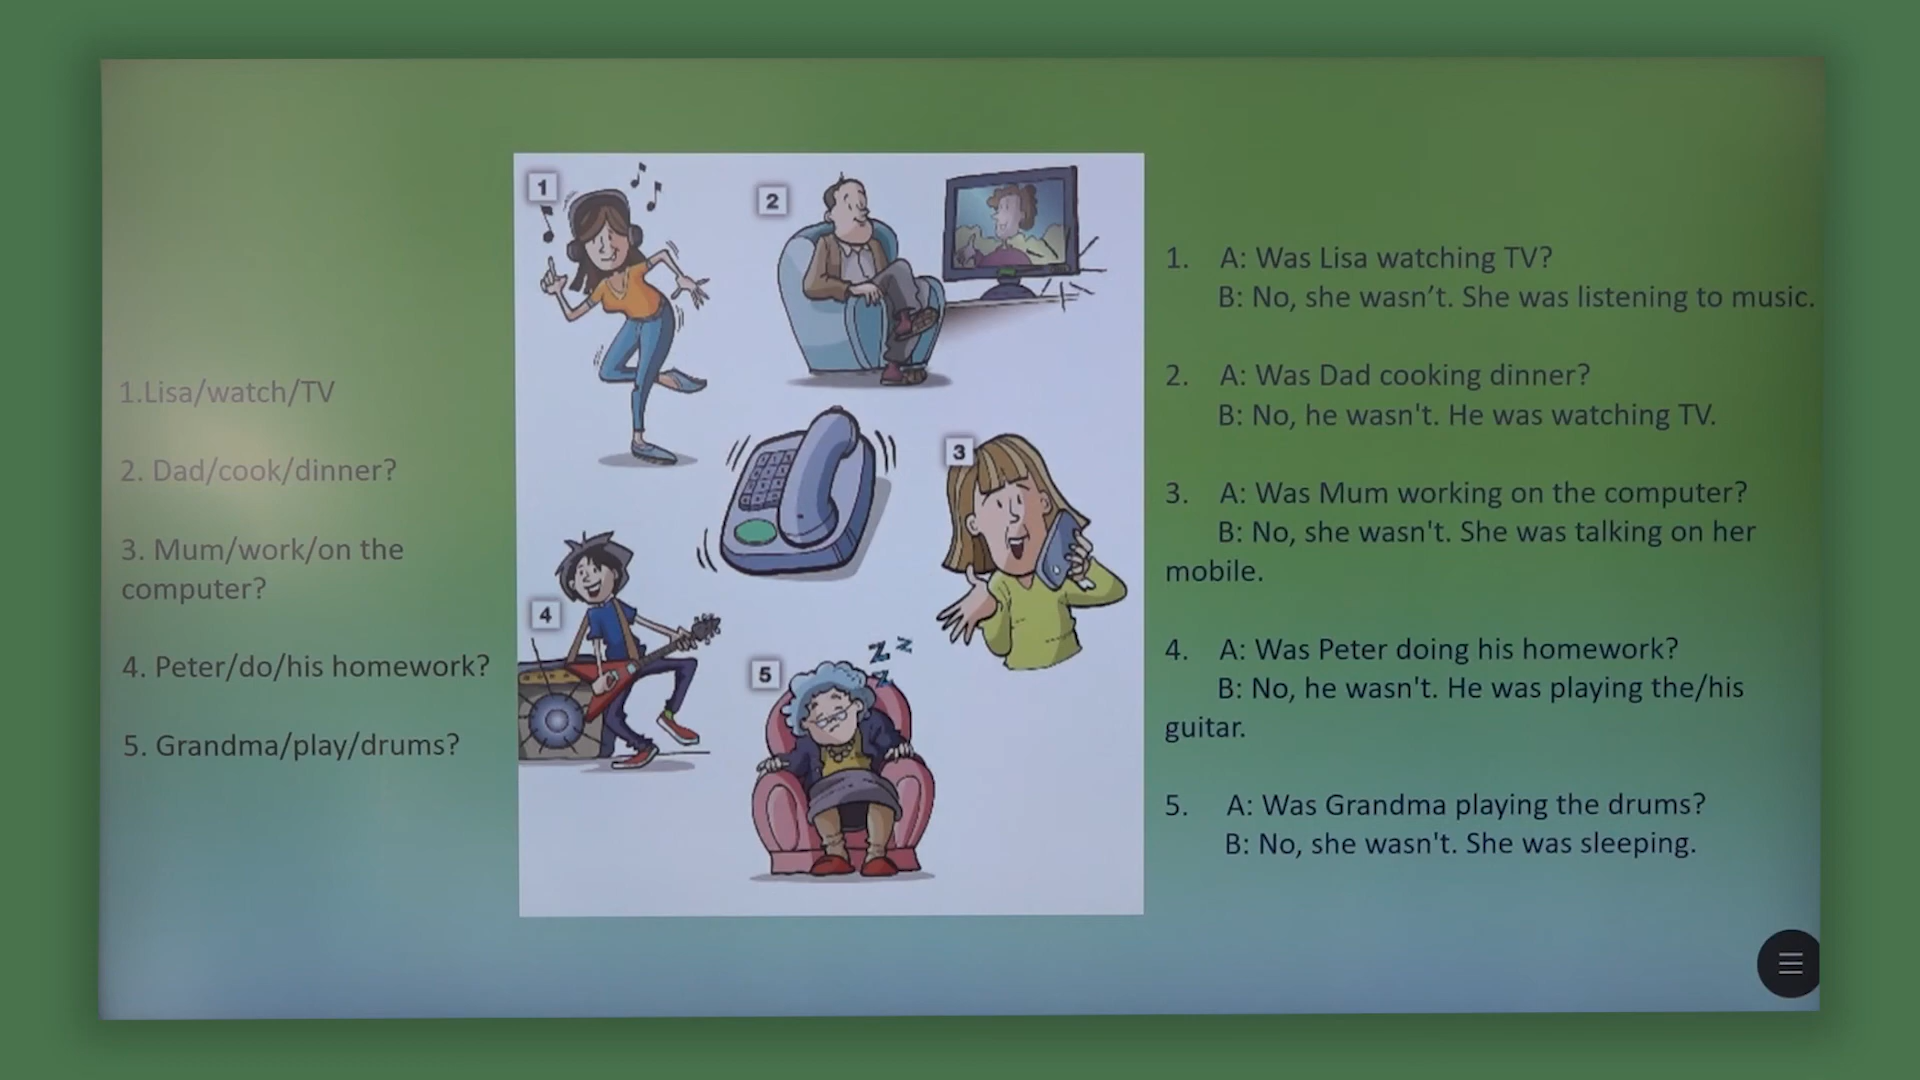 1.Lisa/watch/TV
2. Dad/cook/dinner?
3. Mum/work/on the
computer?
4. Peter/do/his homework?
5. Grandma/play/drums?
1
2
3
4
5
z z
z
1. A: Was Lisa watching TV?
B: No, she wasn’t. She was listening to music.
2. A: Was Dad cooking dinner?
B: No, he wasn't. He was watching TV.
3. A: Was Mum working on the computer?
B: No, she wasn't. She was talking on her
mobile.
4. A: Was Peter doing his homework?
B: No, he wasn't. He was playing the/his
guitar.
5. A: Was Grandma playing the drums?
B: No, she wasn't. She was sleeping.